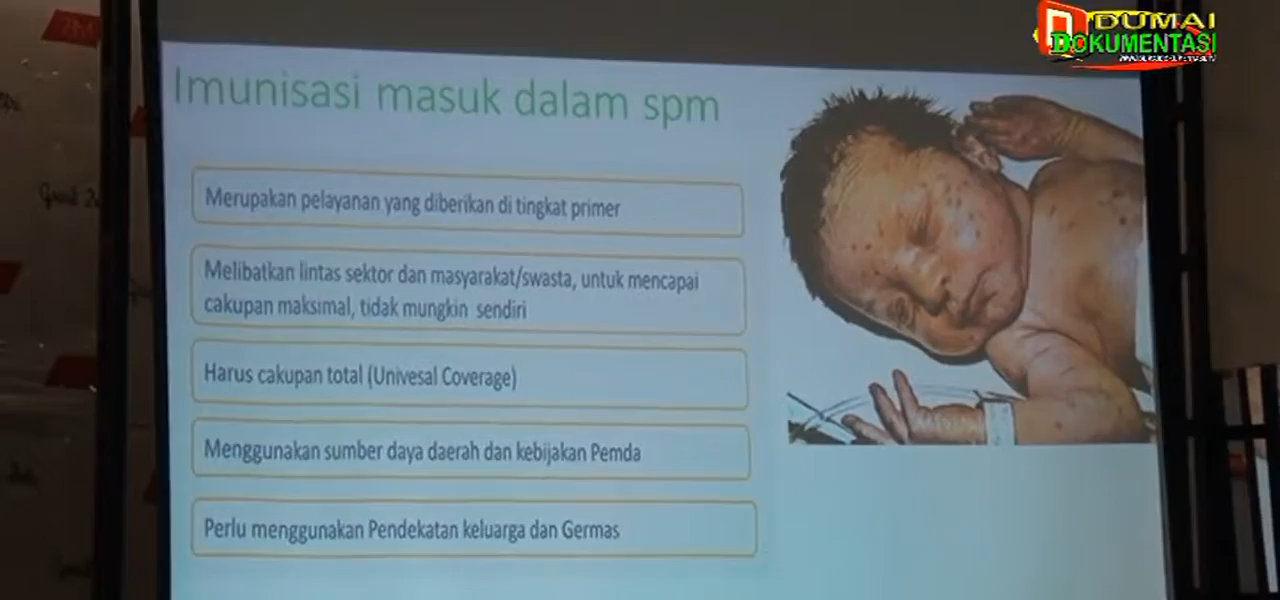 DUMAI
DOKUMENTASI
Imunisasi masuk dalam spm
Merupakan pelayanan yang diberikan di tingkat primer
Melibatkan lintas sektor dan masyarakat/swasta, untuk mencapai
cakupan maksimal, tidak mungkin sendiri
Harus cakupan total (Univesal Coverage)
Menggunakan sumber daya daerah dan kebijakan Pemda
Perlu menggunakan Pendekatan keluarga dan Germas